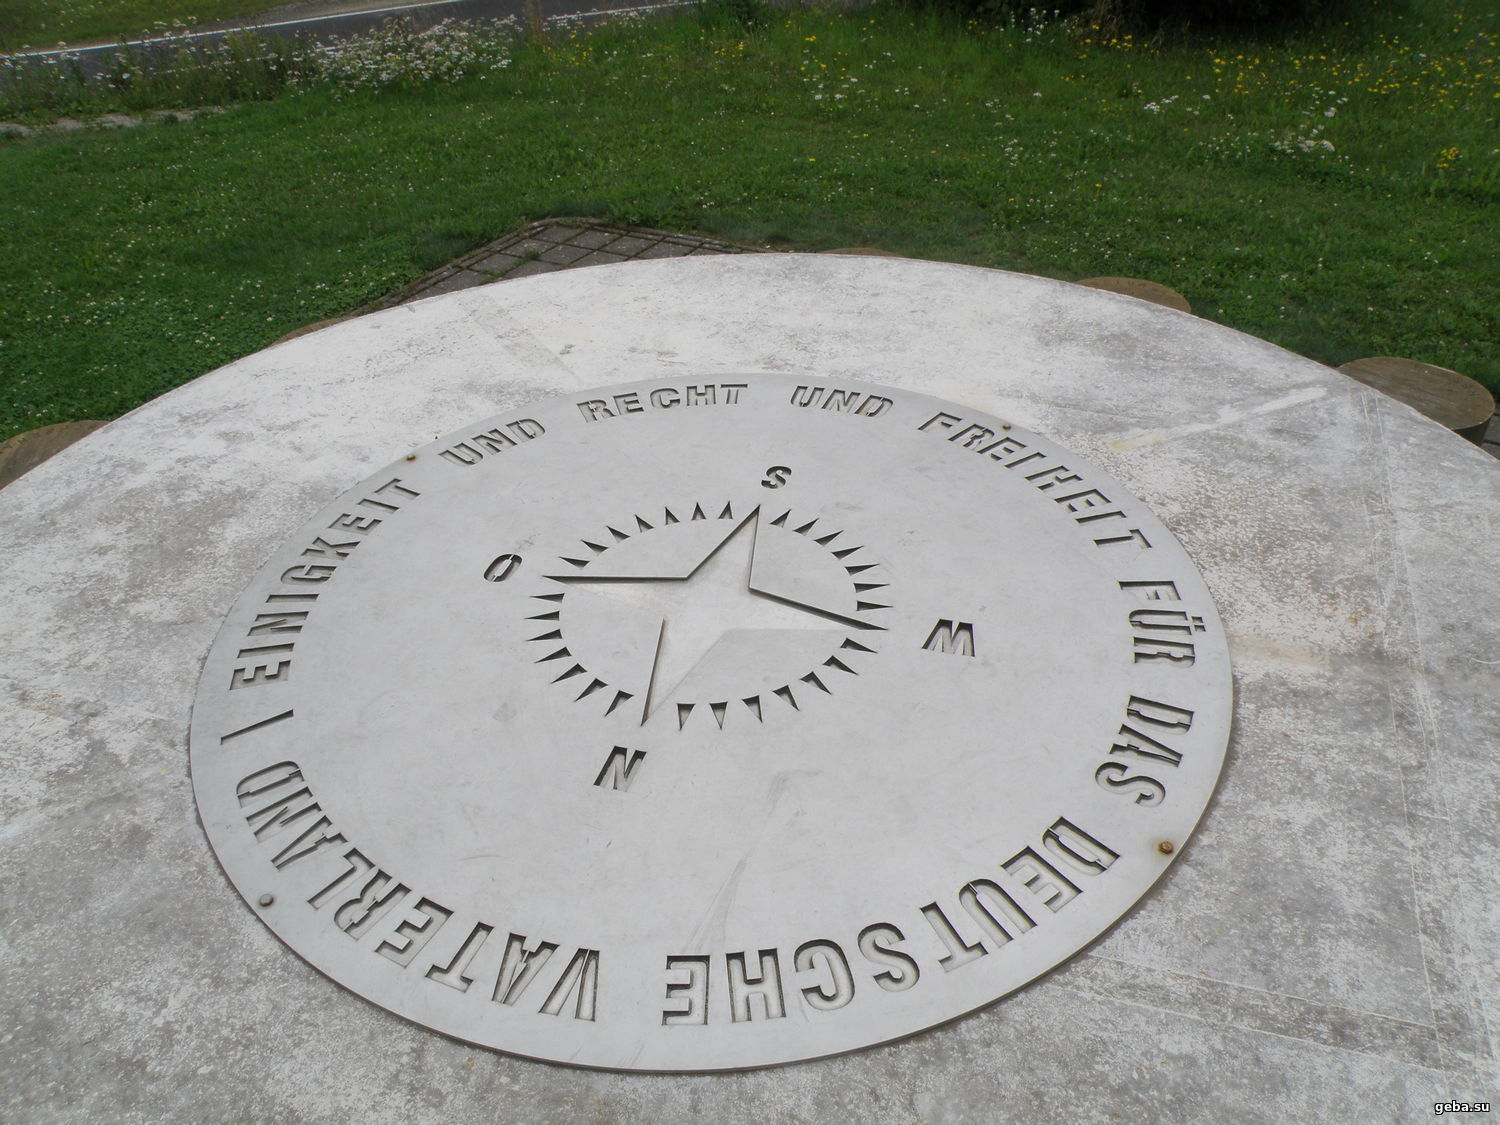 EINIGKEIT UND RECHT UND FREIHEIT FÜR DAS DEUTSCHE VATERLAND I
S
O
W
N
geba.su